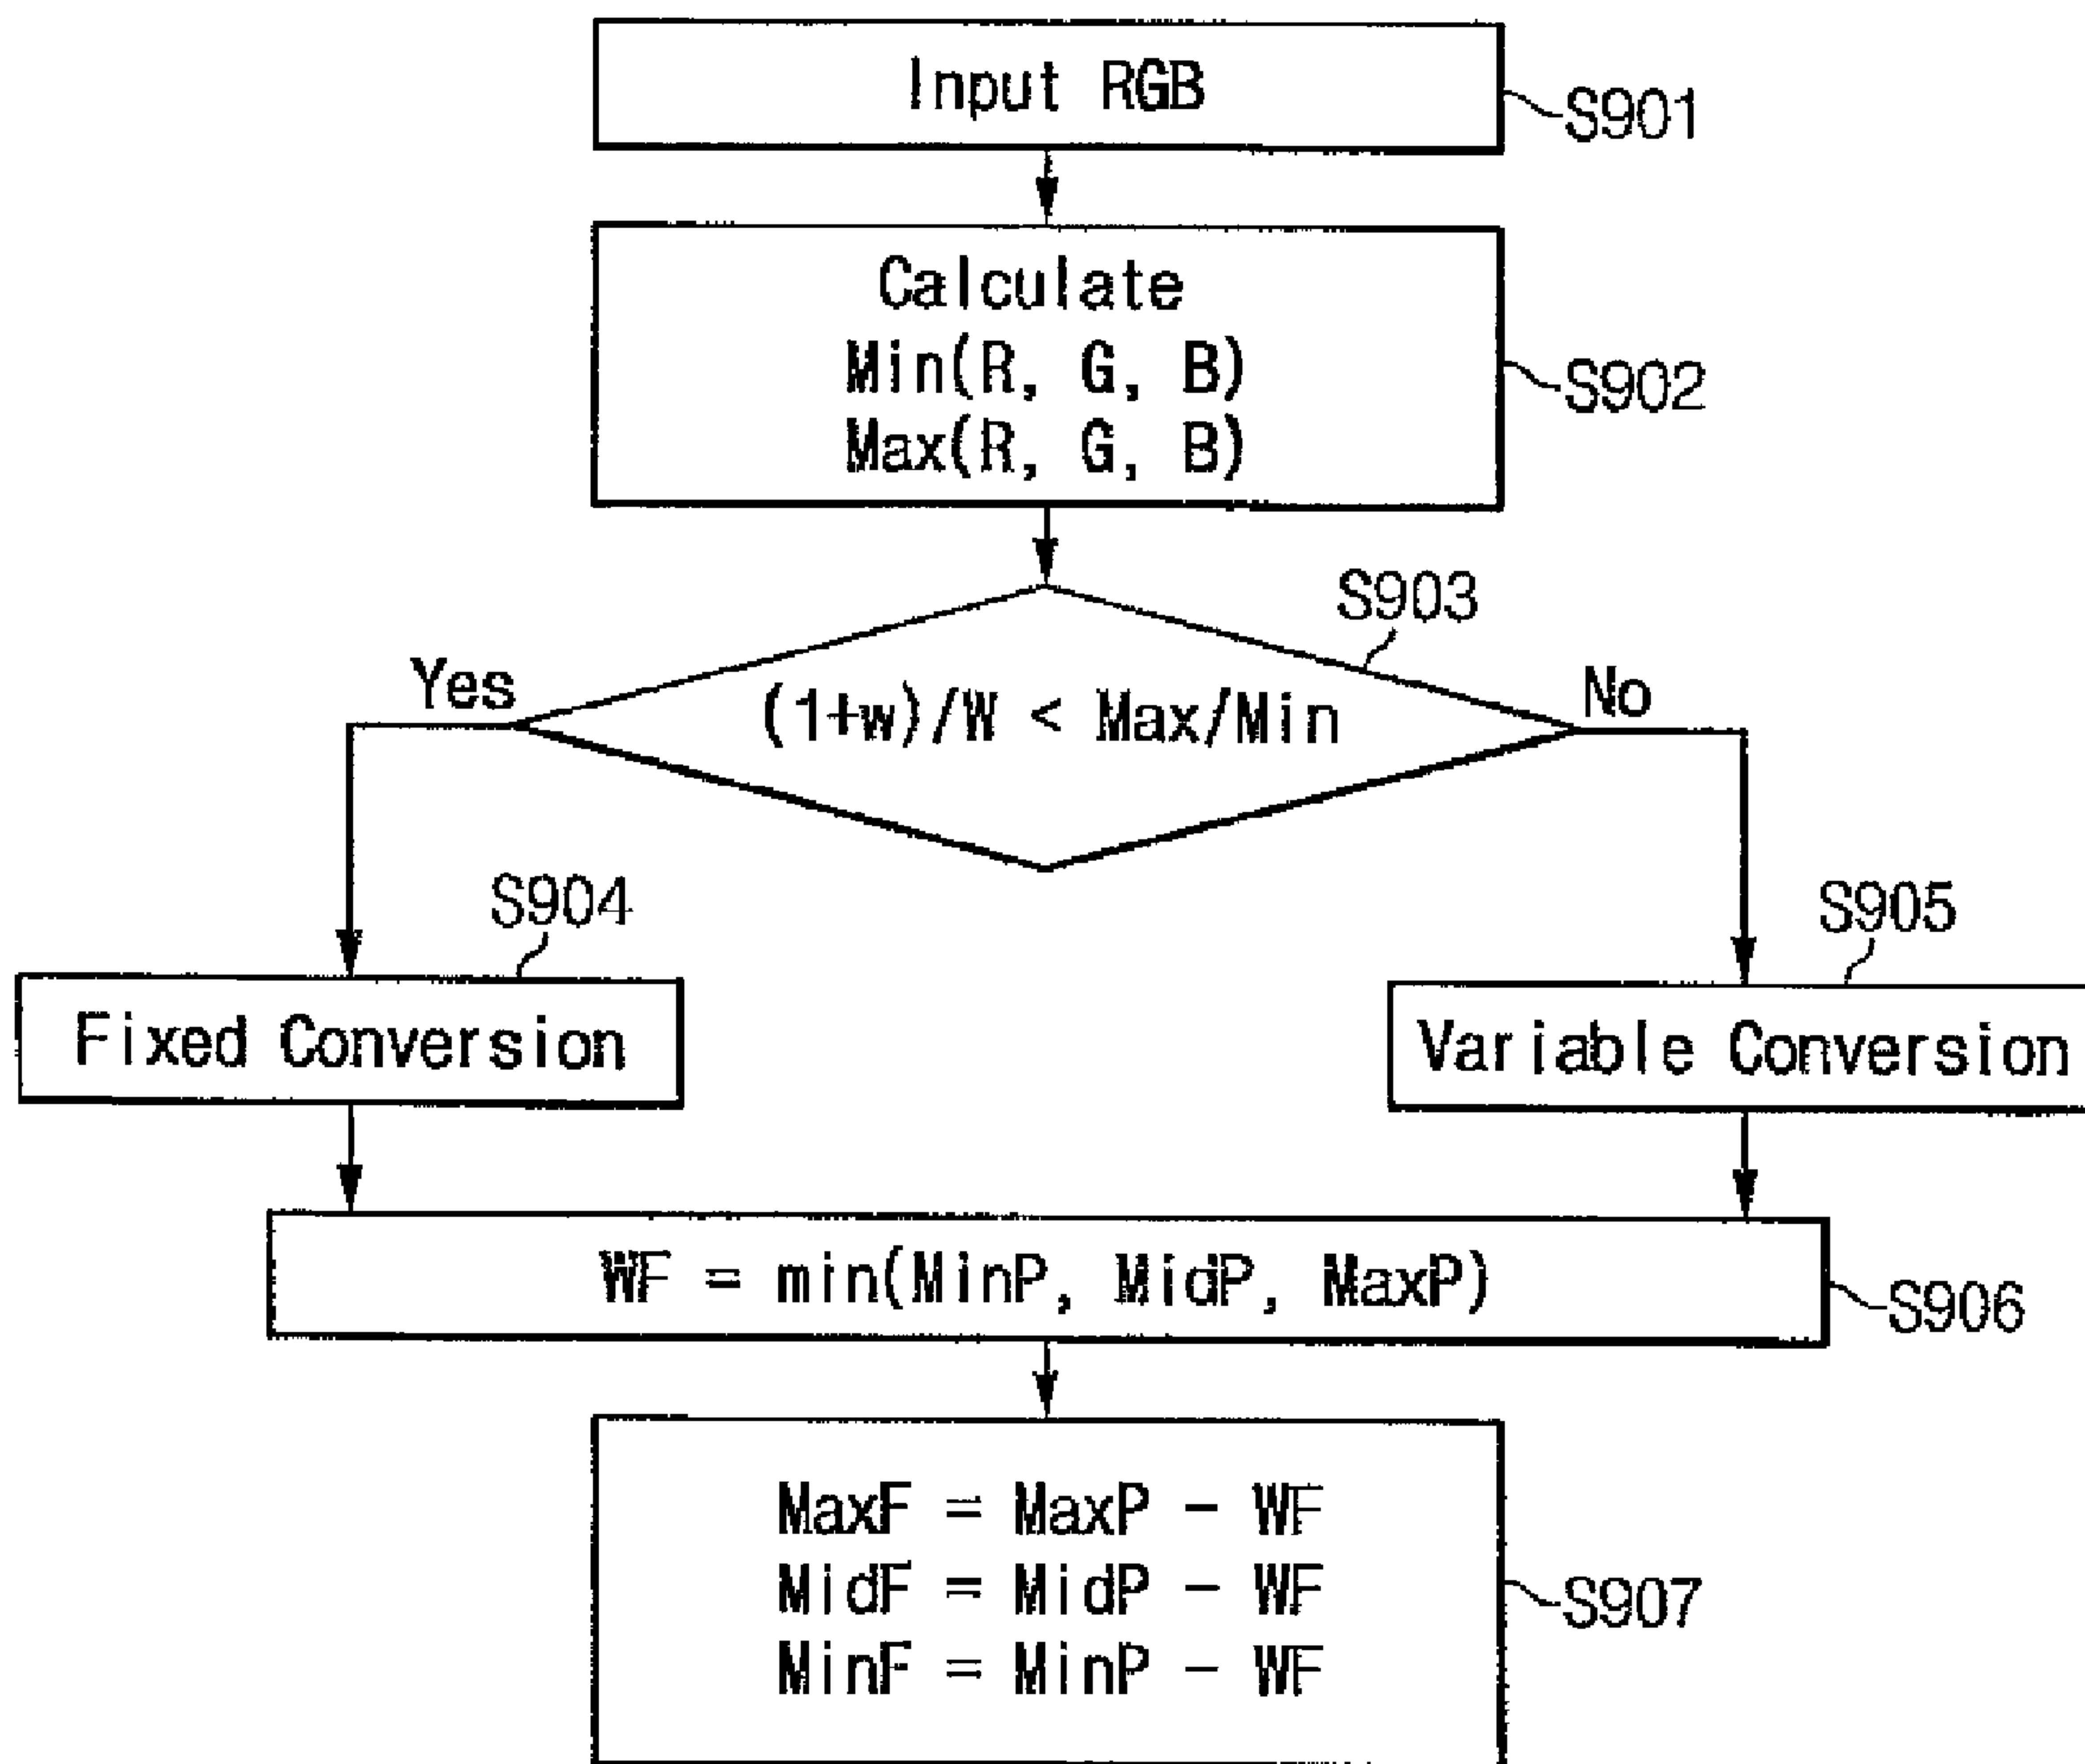 Input RGB
S901
Calculate
Min(R, G, B)
Max(R, G, B)
S902
S903
Yes
(1+w)/W < Max/Min
No
S904
S905
Fixed Conversion
Variable Conversion
WF = min(MinP, MidP, MaxP)
S906
MaxF = MaxP - WF
MidF = MidP - WF
MinF = MinP - WF
S907